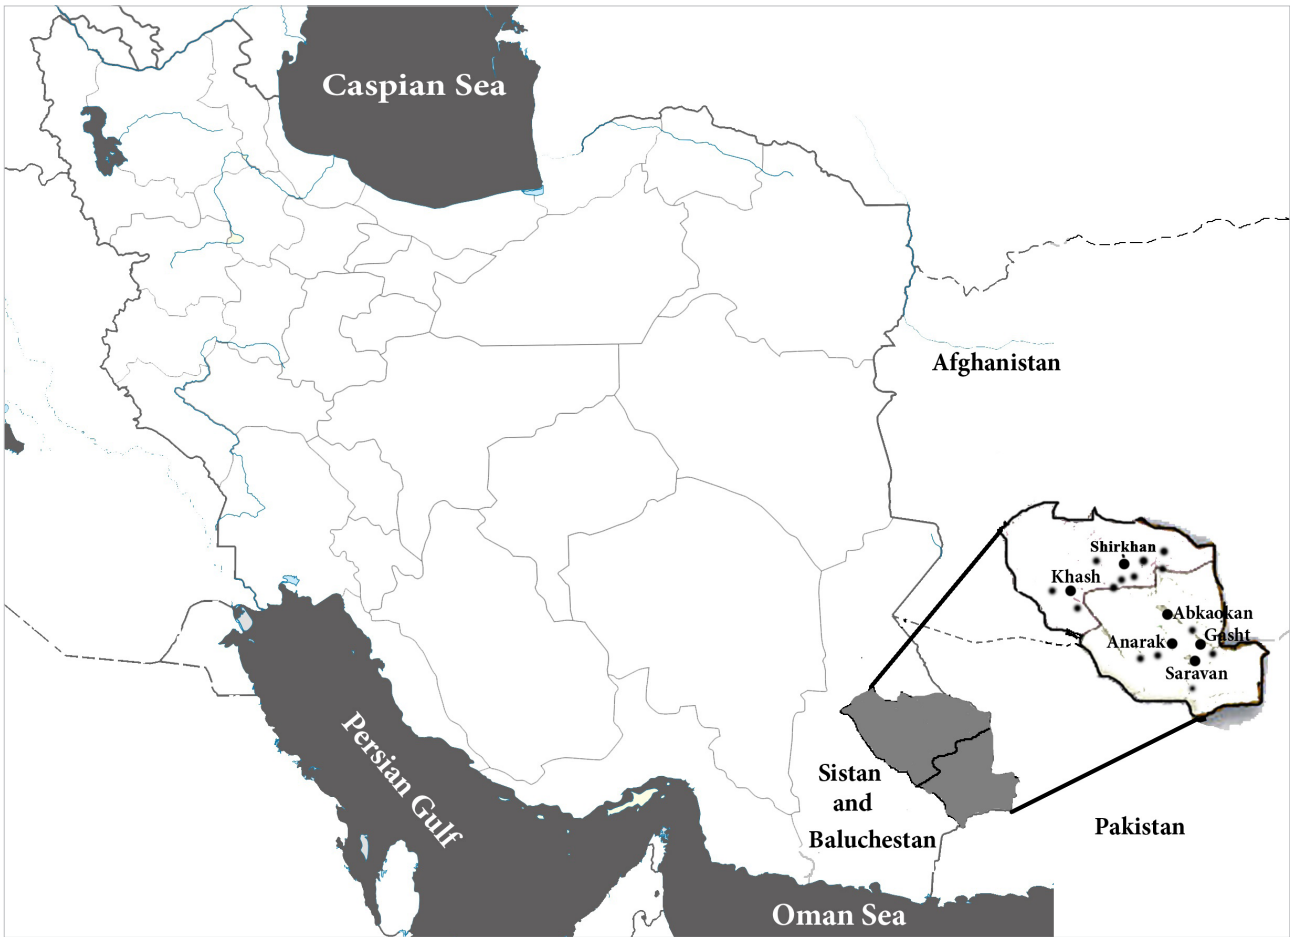 Caspian Sea
Afghanistan
Shirkhan
Khash
Abkaokan
Gasht
Anarak
Saravan
Persian Gulf
Sistan
and
Baluchestan
Pakistan
Oman Sea